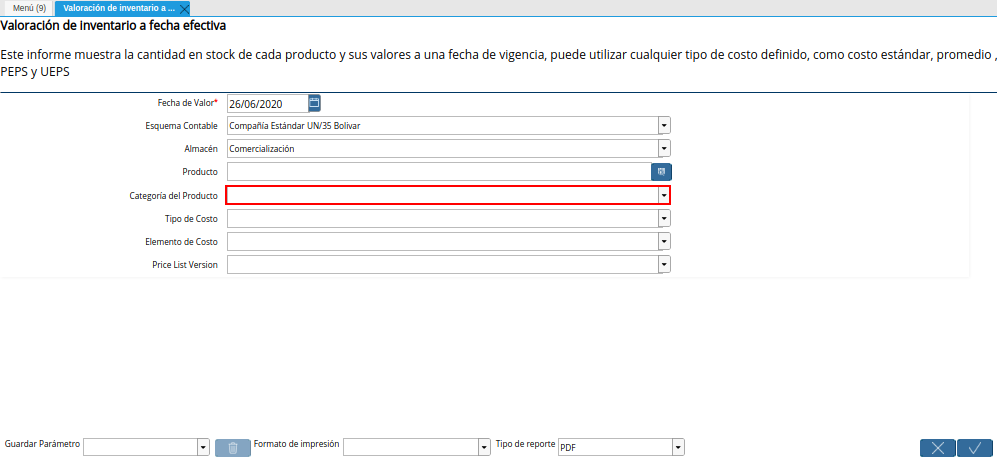 Menú (9) Valoración de inventario a ...
Valoración de inventario a fecha efectiva
Este informe muestra la cantidad en stock de cada producto y sus valores a una fecha de vigencia, puede utilizar cualquier tipo de costo definido, como costo estándar, promedio ,
PEPS y UEPS
Fecha de Valor* 26/06/2020
Esquema Contable Compañía Estándar UN/35 Bolivar
Almacén Comercialización
Producto
Categoría del Producto
Tipo de Costo
Elemento de Costo
Price List Version
Guardar Parámetro Formato de impresión Tipo de reporte PDF